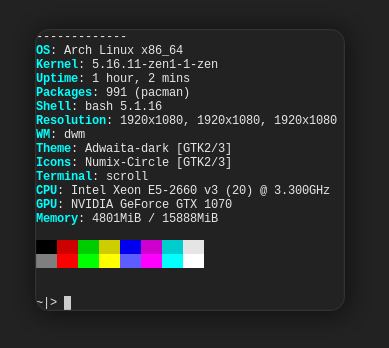 -------------
OS: Arch Linux x86_64
Kernel: 5.16.11-zen1-1-zen
Uptime: 1 hour, 2 mins
Packages: 991 (pacman)
Shell: bash 5.1.16
Resolution: 1920x1080, 1920x1080, 1920x1080
WM: dwm
Theme: Adwaita-dark [GTK2/3]
Icons: Numix-Circle [GTK2/3]
Terminal: scroll
CPU: Intel Xeon E5-2660 v3 (20) @ 3.300GHz
GPU: NVIDIA GeForce GTX 1070
Memory: 4801MiB / 15888MiB
~|>